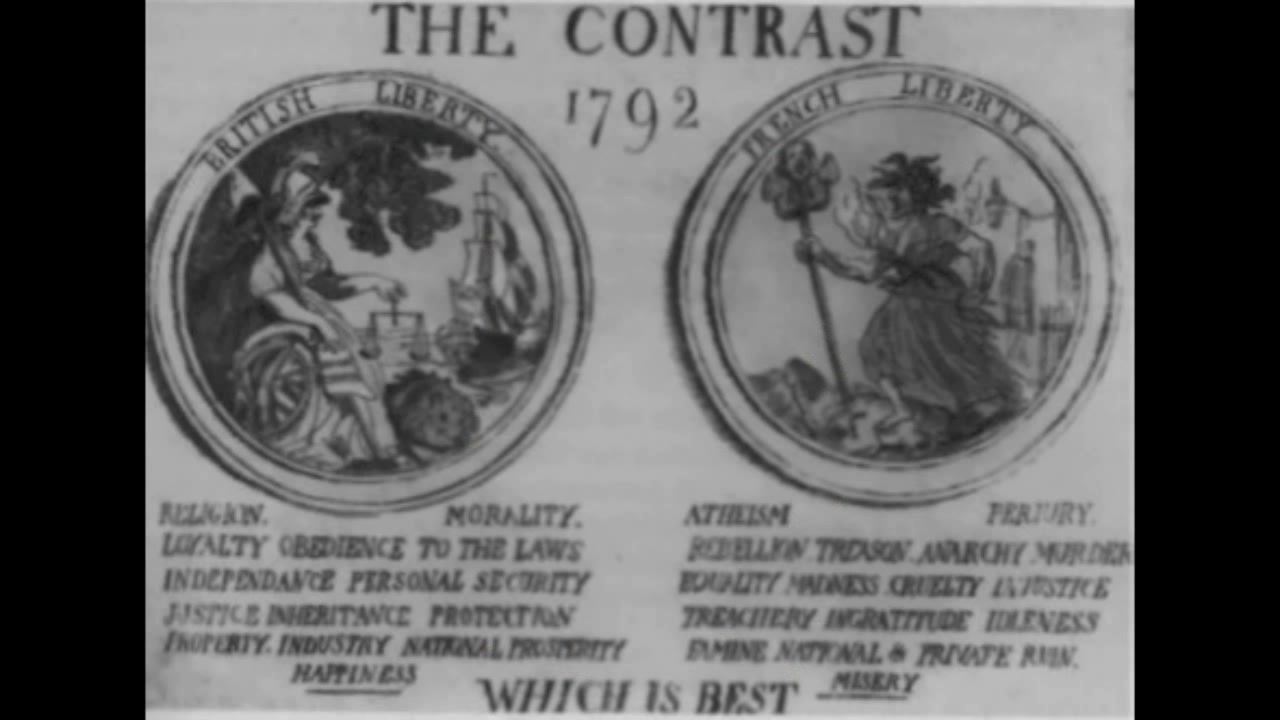 THE CONTRAST
1792
BRITISH LIBERTY.
FRENCH LIBERTY
RELIGION. MORALITY.
LOYALTY OBEDIENCE TO THE LAWS
INDEPENDANCE PERSONAL SECURITY
JUSTICE INHERITANCE PROTECTION
PROPERTY. INDUSTRY NATIONAL PROSPERITY
HAPPINESS
ATHEISM PERJURY.
REBELLION TREASON. ANARCHY MURDER
EQUALITY MADNESS CRUELTY INJUSTICE
TREACHERY INGRATITUDE IDLENESS
FAMINE NATIONAL & PRIVATE RUIN.
MISERY
WHICH IS BEST